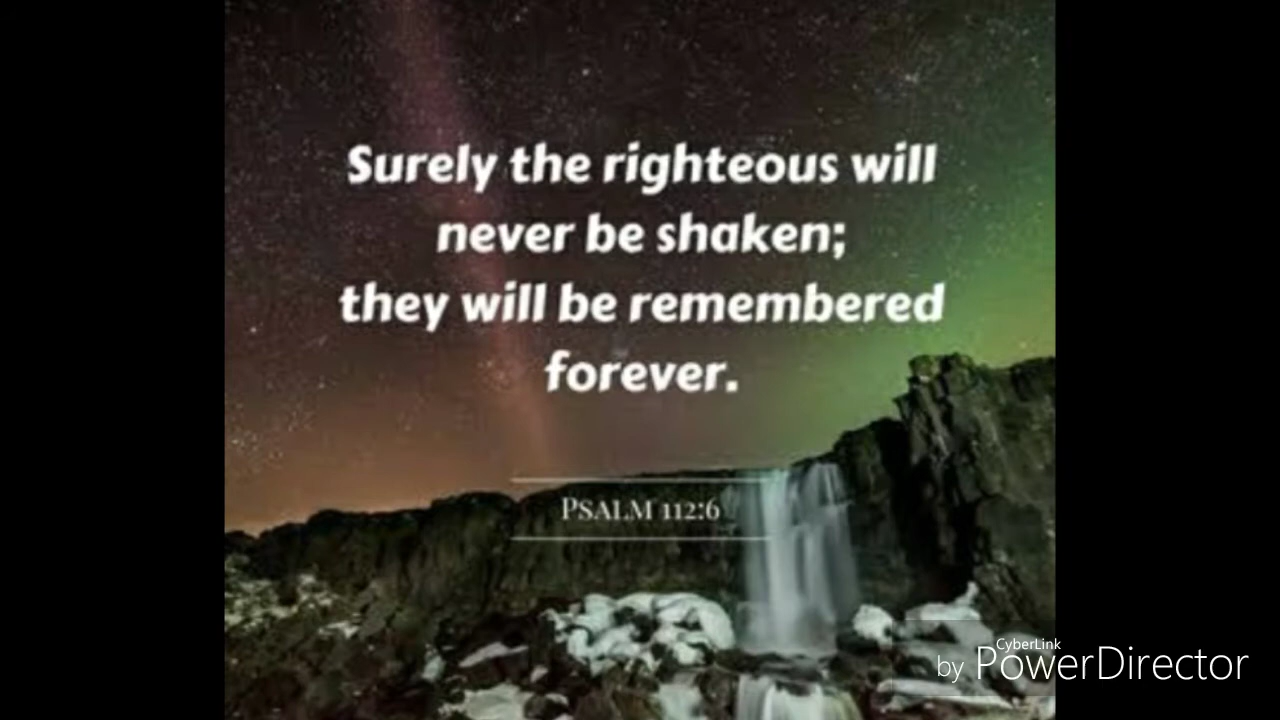 Surely the righteous will
never be shaken;
they will be remembered
forever.
PSALM 112:6
CyberLink
by PowerDirector